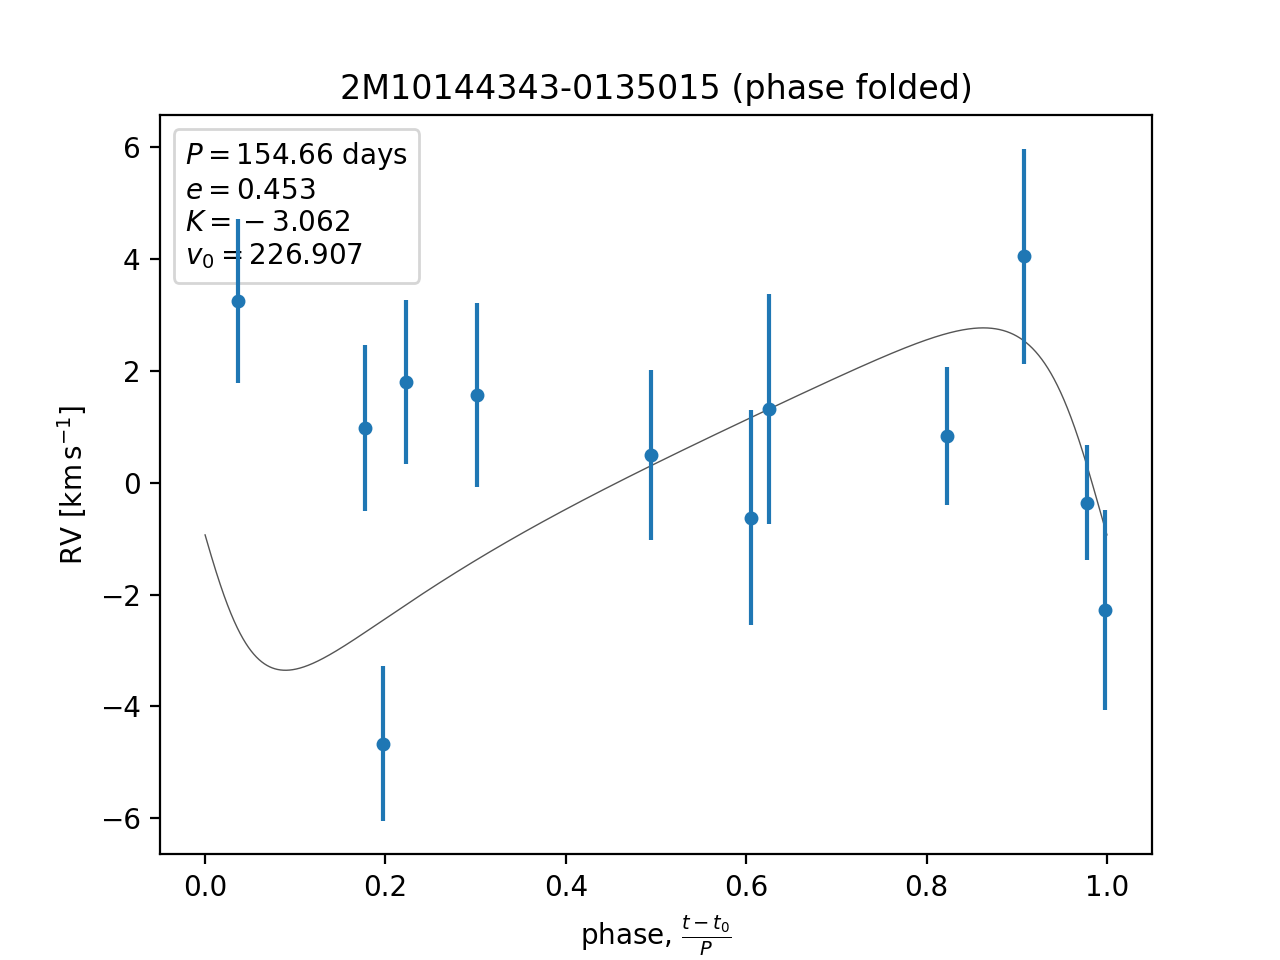 2M10144343-0135015 (phase folded)
P = 154.66 days
e = 0.453
K = −3.062
v₀ = 226.907
6
4
2
0
−2
−4
−6
RV [km s⁻¹]
0.0 0.2 0.4 0.6 0.8 1.0
phase, (t − t₀)/P